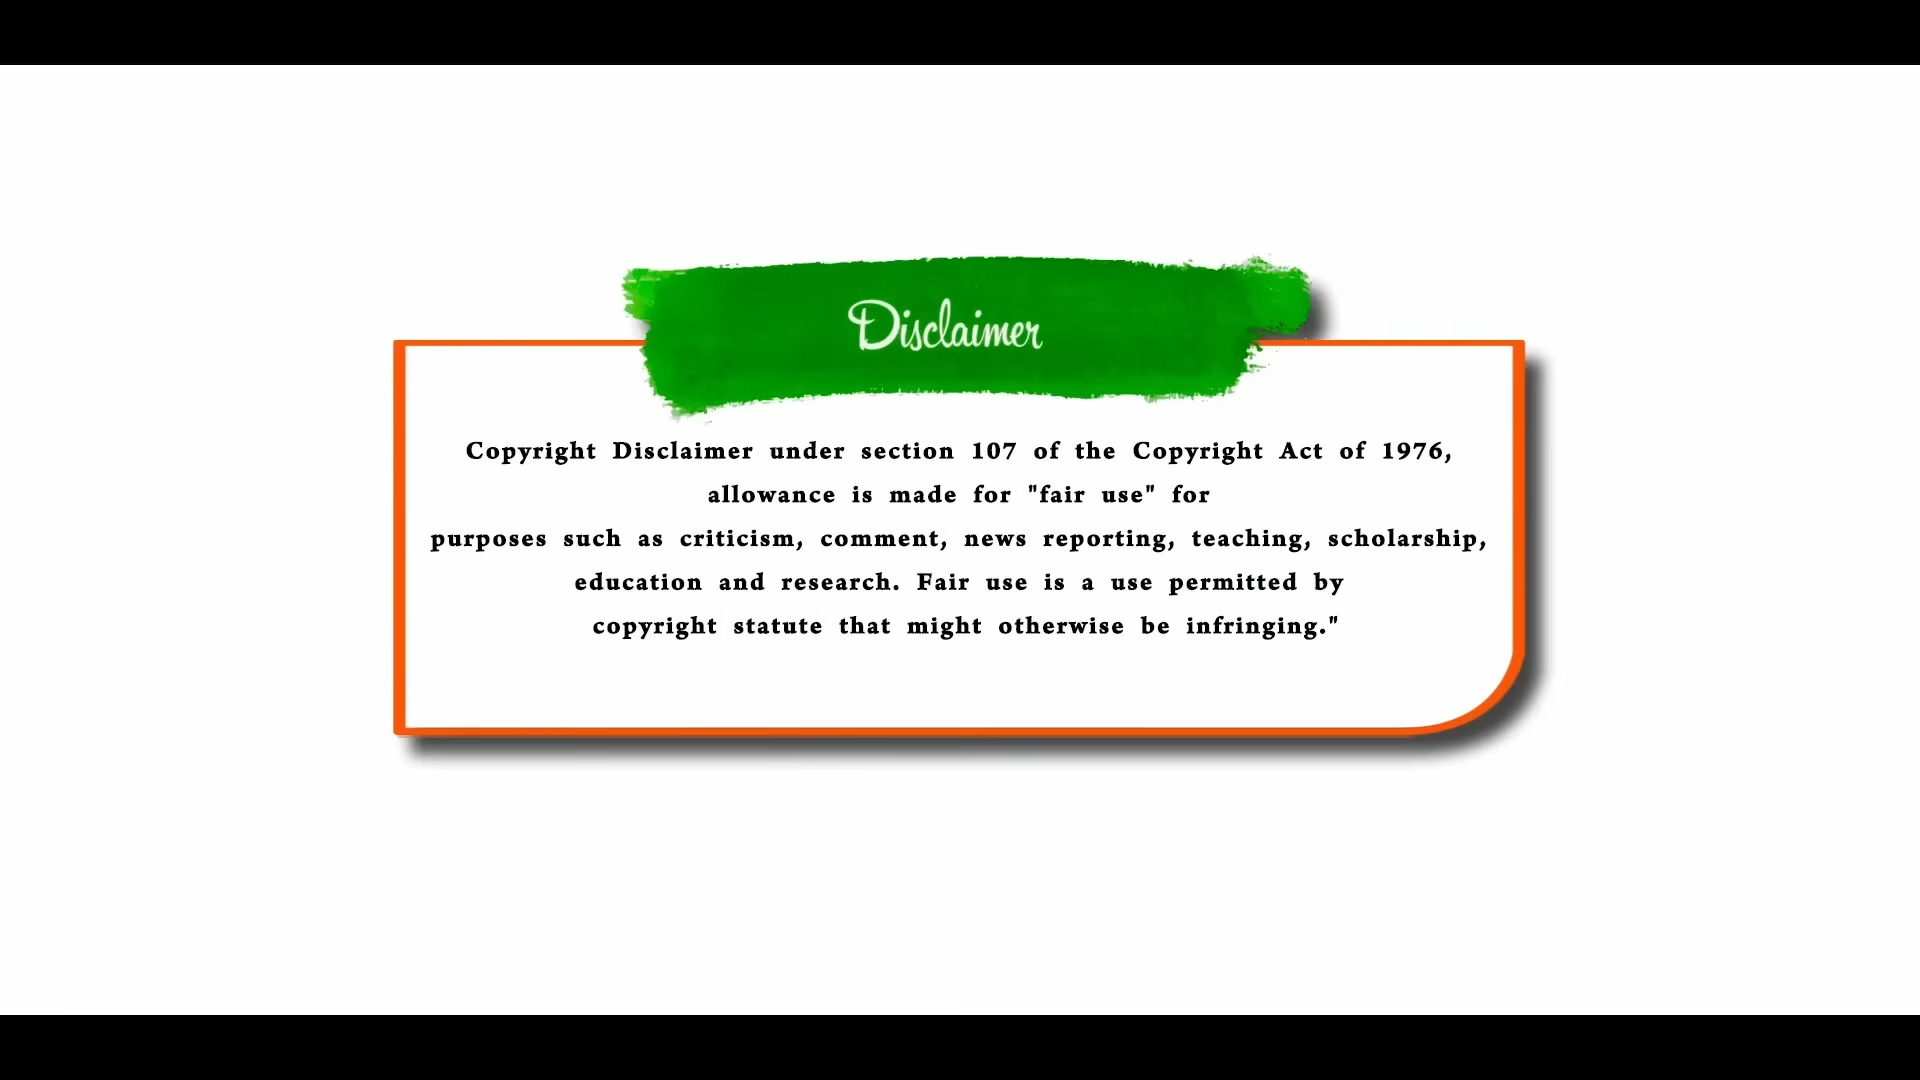 Disclaimer
Copyright Disclaimer under section 107 of the Copyright Act of 1976,
allowance is made for "fair use" for
purposes such as criticism, comment, news reporting, teaching, scholarship,
education and research. Fair use is a use permitted by
copyright statute that might otherwise be infringing."